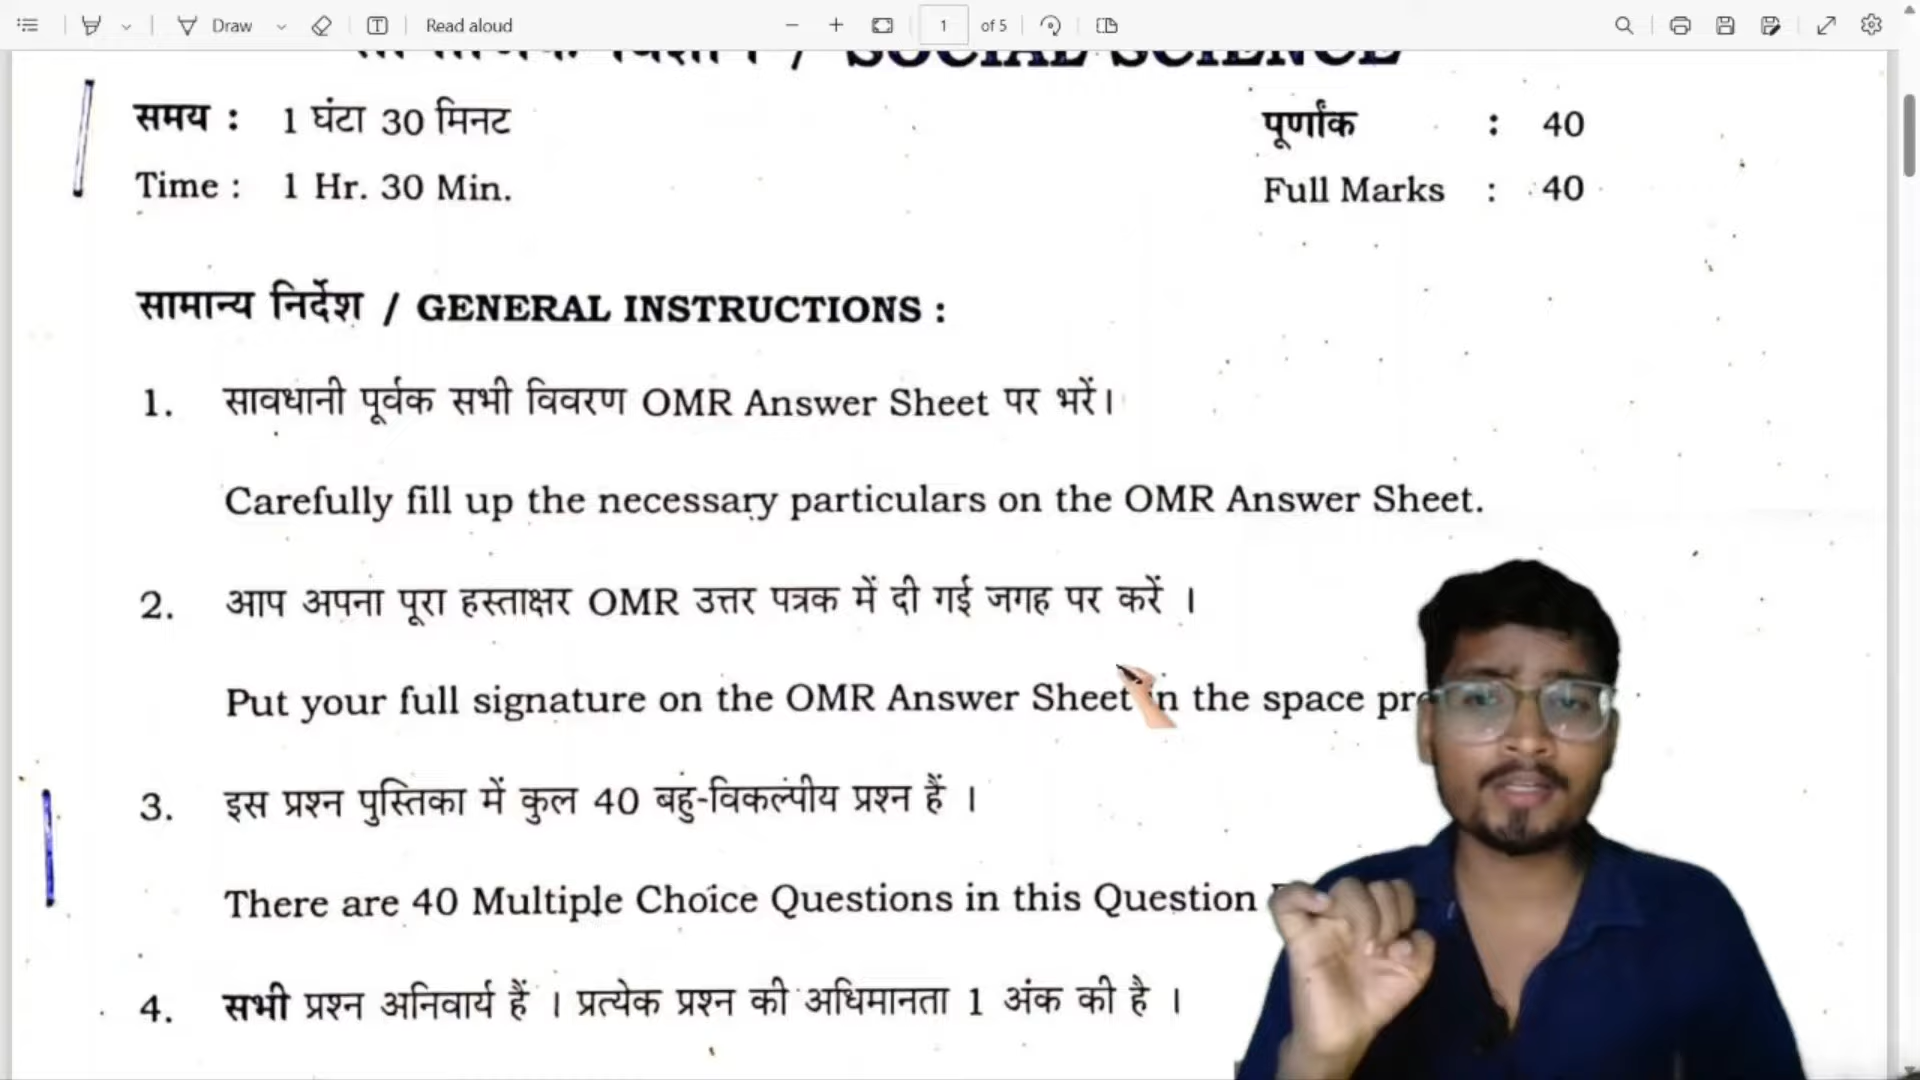 Draw
Read aloud
1 of 5
/ SOCIAL SCIENCE
समय : 1 घंटा 30 मिनट
पूर्णांक : 40
Time : 1 Hr. 30 Min.
Full Marks : 40
सामान्य निर्देश / GENERAL INSTRUCTIONS :
1. सावधानी पूर्वक सभी विवरण OMR Answer Sheet पर भरें।
Carefully fill up the necessary particulars on the OMR Answer Sheet.
2. आप अपना पूरा हस्ताक्षर OMR उत्तर पत्रक में दी गई जगह पर करें ।
Put your full signature on the OMR Answer Sheet in the space
3. इस प्रश्न पुस्तिका में कुल 40 बहु-विकल्पीय प्रश्न हैं ।
There are 40 Multiple Choice Questions in this Question
4. सभी प्रश्न अनिवार्य हैं । प्रत्येक प्रश्न की अधिमानता 1 अंक की है ।